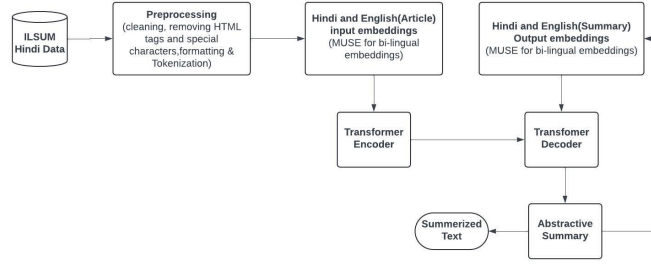 ILSUM
Hindi Data
Preprocessing
(cleaning, removing HTML
tags and special
characters,formatting &
Tokenization)
Hindi and English(Article)
input embeddings
(MUSE for bi-lingual
embeddings)
Hindi and English(Summary)
Output embeddings
(MUSE for bi-lingual embeddings)
Transformer
Encoder
Transfomer
Decoder
Summerized
Text
Abstractive
Summary